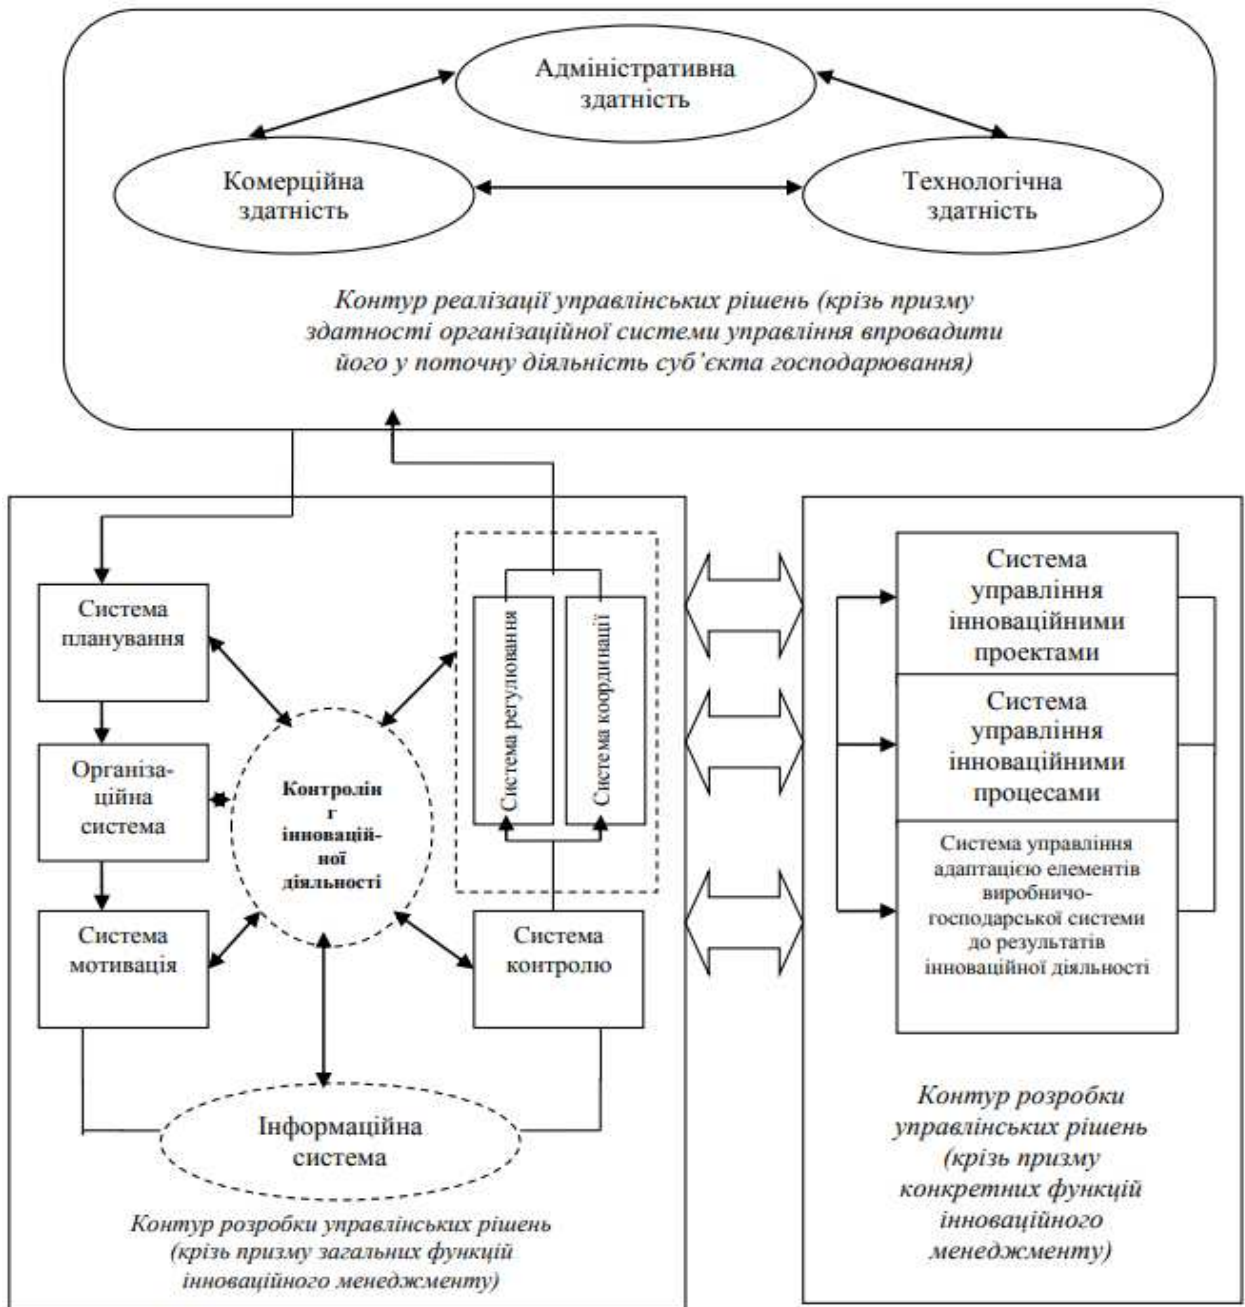 Адміністративна
здатність
Комерційна
здатність
Технологічна
здатність
Контур реалізації управлінських рішень (крізь призму
здатності організаційної системи управління впровадити
його у поточну діяльність суб’єкта господарювання)
Система
планування
Організа-
ційна
система
Система
мотивація
Контролін
г
інновацій-
ної
діяльності
Система регулювання
Система координації
Система
контролю
Інформаційна
система
Контур розробки управлінських рішень
(крізь призму загальних функцій
інноваційного менеджменту)
Система
управління
інноваційними
проектами
Система
управління
інноваційними
процесами
Система управління
адаптацією елементів
виробничо-
господарської системи
до результатів
інноваційної діяльності
Контур розробки
управлінських рішень
(крізь призму
конкретних функцій
інноваційного
менеджменту)